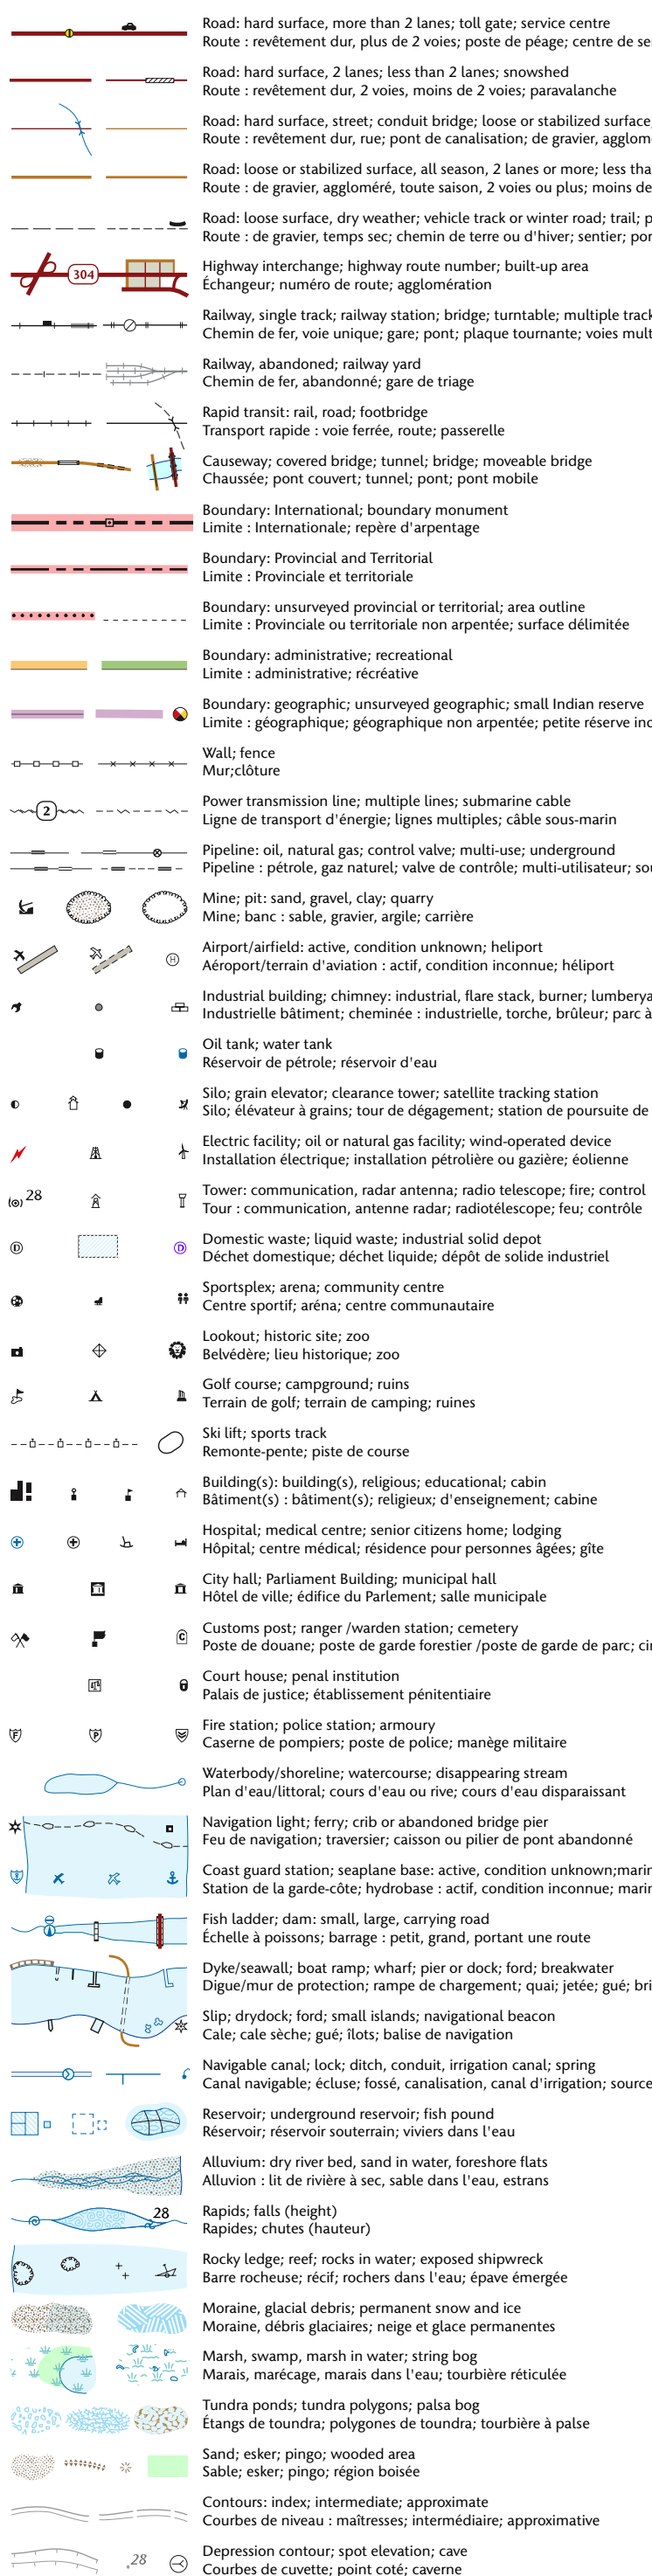 Road: hard surface, more than 2 lanes; toll gate; service centre
Route : revêtement dur, plus de 2 voies; poste de péage; centre de
Road: hard surface, 2 lanes; less than 2 lanes; snowshed
Route : revêtement dur, 2 voies, moins de 2 voies; paravalanche
Road: hard surface, street; conduit bridge; loose or stabilized surface,
Route : revêtement dur, rue; pont de canalisation; de gravier,
Road: loose or stabilized surface, all season, 2 lanes or more; less
Route : de gravier, aggloméré, toute saison, 2 voies ou plus; moins de
Road: loose surface, dry weather; vehicle track or winter road; trail;
Route : de gravier, temps sec; chemin de terre ou d'hiver; sentier;
304
Highway interchange; highway route number; built-up area
Échangeur; numéro de route; agglomération
Railway, single track; railway station; bridge; turntable; multiple
Chemin de fer, voie unique; gare; pont; plaque tournante; voies
Railway, abandoned; railway yard
Chemin de fer, abandonné; gare de triage
Rapid transit: rail, road; footbridge
Transport rapide : voie ferrée, route; passerelle
Causeway; covered bridge; tunnel; bridge; moveable bridge
Chaussée; pont couvert; tunnel; pont; pont mobile
Boundary: International; boundary monument
Limite : Internationale; repère d'arpentage
Boundary: Provincial and Territorial
Limite : Provinciale et territoriale
Boundary: unsurveyed provincial or territorial; area outline
Limite : Provinciale ou territoriale non arpentée; surface délimitée
Boundary: administrative; recreational
Limite : administrative; récréative
Boundary: geographic; unsurveyed geographic; small Indian reserve
Limite : géographique; géographique non arpentée; petite réserve
Wall; fence
Mur;clôture
2
Power transmission line; multiple lines; submarine cable
Ligne de transport d'énergie; lignes multiples; câble sous-marin
Pipeline: oil, natural gas; control valve; multi-use; underground
Pipeline : pétrole, gaz naturel; valve de contrôle; multi-utilisateur;
Mine; pit: sand, gravel, clay; quarry
Mine; banc : sable, gravier, argile; carrière
H
Airport/airfield: active, condition unknown; heliport
Aéroport/terrain d'aviation : actif, condition inconnue; héliport
Industrial building; chimney: industrial, flare stack, burner;
Industrielle bâtiment; cheminée : industrielle, torche, brûleur; parc à
Oil tank; water tank
Réservoir de pétrole; réservoir d'eau
Silo; grain elevator; clearance tower; satellite tracking station
Silo; élévateur à grains; tour de dégagement; station de poursuite de
Electric facility; oil or natural gas facility; wind-operated device
Installation électrique; installation pétrolière ou gazière; éolienne
28
Tower: communication, radar antenna; radio telescope; fire; control
Tour : communication, antenne radar; radiotélescope; feu; contrôle
D D
Domestic waste; liquid waste; industrial solid depot
Déchet domestique; déchet liquide; dépôt de solide industriel
Sportsplex; arena; community centre
Centre sportif; aréna; centre communautaire
Lookout; historic site; zoo
Belvédère; lieu historique; zoo
Golf course; campground; ruins
Terrain de golf; terrain de camping; ruines
Ski lift; sports track
Remonte-pente; piste de course
Building(s): building(s), religious; educational; cabin
Bâtiment(s) : bâtiment(s); religieux; d'enseignement; cabine
Hospital; medical centre; senior citizens home; lodging
Hôpital; centre médical; résidence pour personnes âgées; gîte
City hall; Parliament Building; municipal hall
Hôtel de ville; édifice du Parlement; salle municipale
C
Customs post; ranger /warden station; cemetery
Poste de douane; poste de garde forestier /poste de garde de parc;
Court house; penal institution
Palais de justice; établissement pénitentiaire
F P
Fire station; police station; armoury
Caserne de pompiers; poste de police; manège militaire
Waterbody/shoreline; watercourse; disappearing stream
Plan d'eau/littoral; cours d'eau ou rive; cours d'eau disparaissant
Navigation light; ferry; crib or abandoned bridge pier
Feu de navigation; traversier; caisson ou pilier de pont abandonné
Coast guard station; seaplane base: active, condition unknown;
Station de la garde-côte; hydrobase : actif, condition inconnue;
Fish ladder; dam: small, large, carrying road
Échelle à poissons; barrage : petit, grand, portant une route
Dyke/seawall; boat ramp; wharf; pier or dock; ford; breakwater
Digue/mur de protection; rampe de chargement; quai; jetée; gué;
Slip; drydock; ford; small islands; navigational beacon
Cale; cale sèche; gué; îlots; balise de navigation
Navigable canal; lock; ditch, conduit, irrigation canal; spring
Canal navigable; écluse; fossé, canalisation, canal d'irrigation; source
Reservoir; underground reservoir; fish pound
Réservoir; réservoir souterrain; viviers dans l'eau
Alluvium: dry river bed, sand in water, foreshore flats
Alluvion : lit de rivière à sec, sable dans l'eau, estrans
28
Rapids; falls (height)
Rapides; chutes (hauteur)
Rocky ledge; reef; rocks in water; exposed shipwreck
Barre rocheuse; récif; rochers dans l'eau; épave émergée
Moraine, glacial debris; permanent snow and ice
Moraine, débris glaciaires; neige et glace permanentes
Marsh, swamp, marsh in water; string bog
Marais, marécage, marais dans l'eau; tourbière réticulée
Tundra ponds; tundra polygons; palsa bog
Étangs de toundra; polygones de toundra; tourbière à palse
Sand; esker; pingo; wooded area
Sable; esker; pingo; région boisée
Contours: index; intermediate; approximate
Courbes de niveau : maîtresses; intermédiaire; approximative
.28
Depression contour; spot elevation; cave
Courbes de cuvette; point coté; caverne